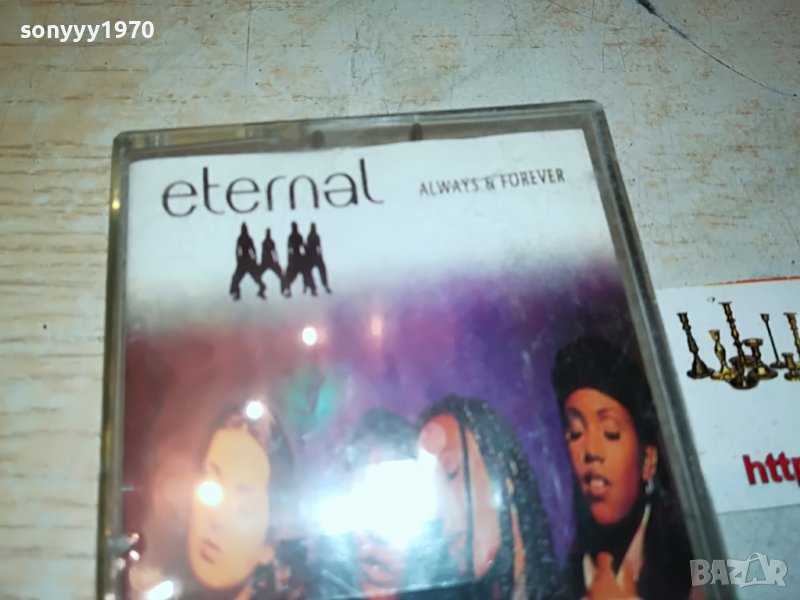 sonyyy1970
eternal
ALWAYS & FOREVER
http
BAZAR